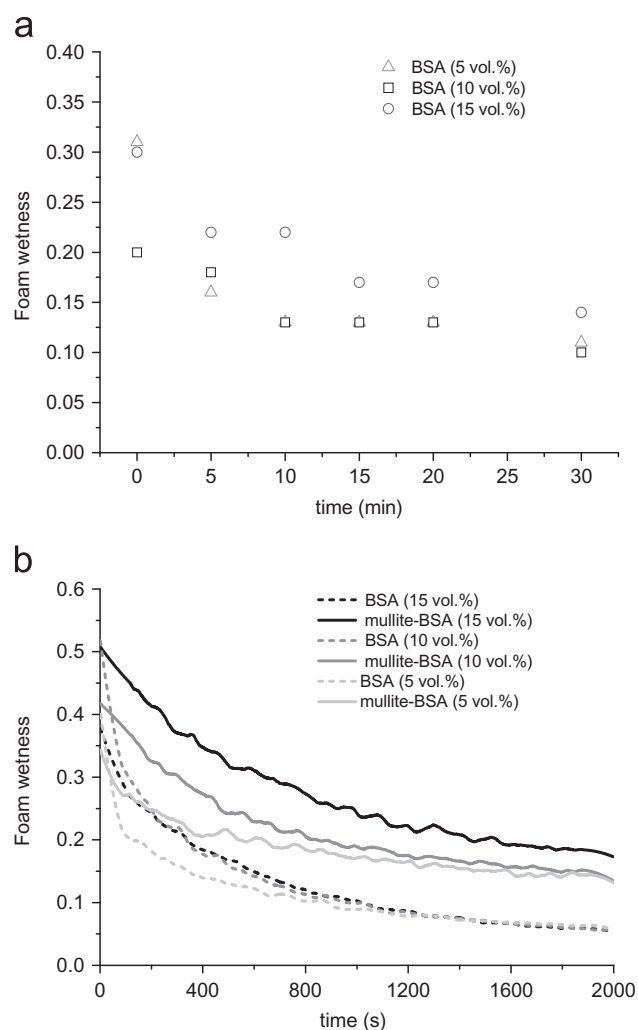 a
0.40
0.35
0.30
0.25
0.20
0.15
0.10
0.05
0.00
Foam wetness
BSA (5 vol.%)
BSA (10 vol.%)
BSA (15 vol.%)
0 5 10 15 20 25 30
time (min)
b
0.6
0.5
0.4
0.3
0.2
0.1
0.0
Foam wetness
BSA (15 vol.%)
mullite-BSA (15 vol.%)
BSA (10 vol.%)
mullite-BSA (10 vol.%)
BSA (5 vol.%)
mullite-BSA (5 vol.%)
0 400 800 1200 1600 2000
time (s)